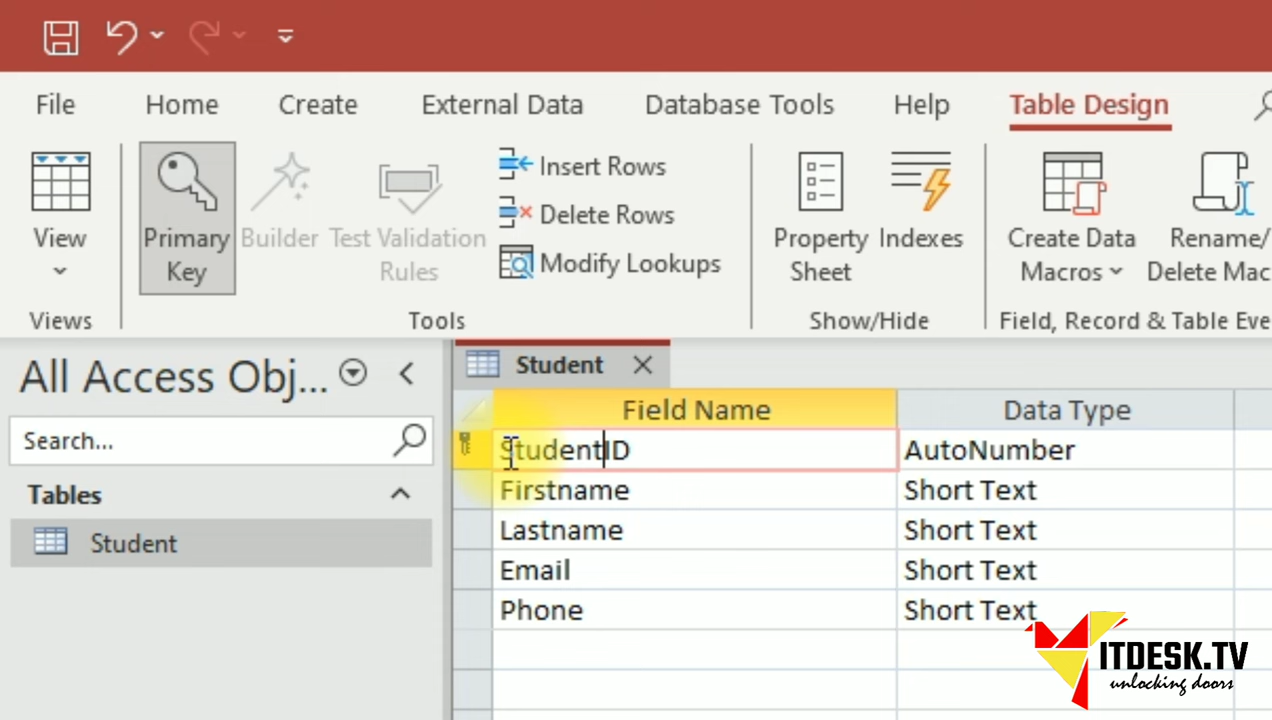 File Home Create External Data Database Tools Help Table Design
View
Primary Key
Builder
Test Validation Rules
Insert Rows
Delete Rows
Modify Lookups
Property Sheet
Indexes
Create Data Macros
Rename/
Delete Mac
Views Tools Show/Hide Field, Record & Table Eve
All Access Obj...
Search...
Tables
Student
Student
Field Name Data Type
StudentID AutoNumber
Firstname Short Text
Lastname Short Text
Email Short Text
Phone Short Text
ITDESK.TV
unlocking doors